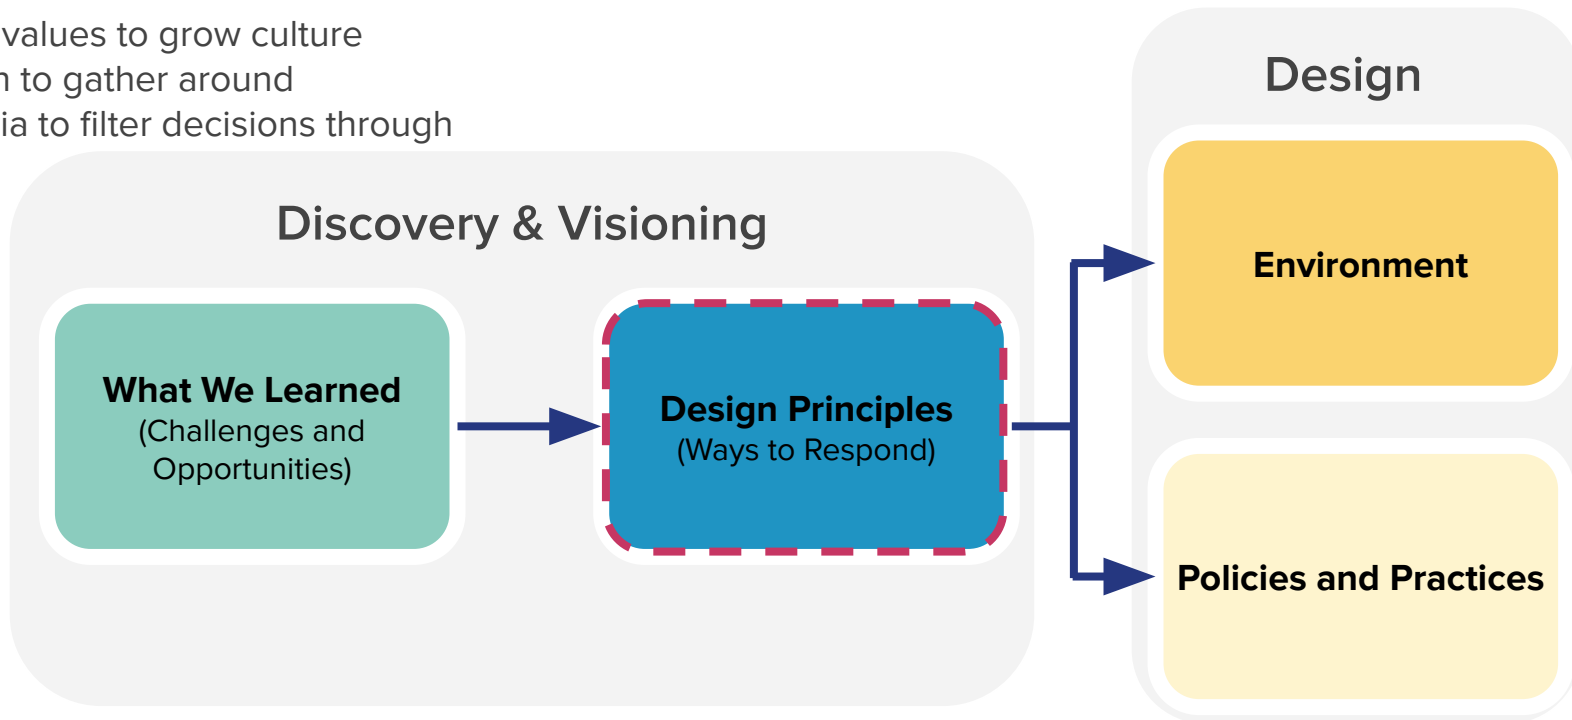 values to grow culture
to gather around
to filter decisions through
Discovery & Visioning
What We Learned
(Challenges and
Opportunities)
Design Principles
(Ways to Respond)
Design
Environment
Policies and Practices